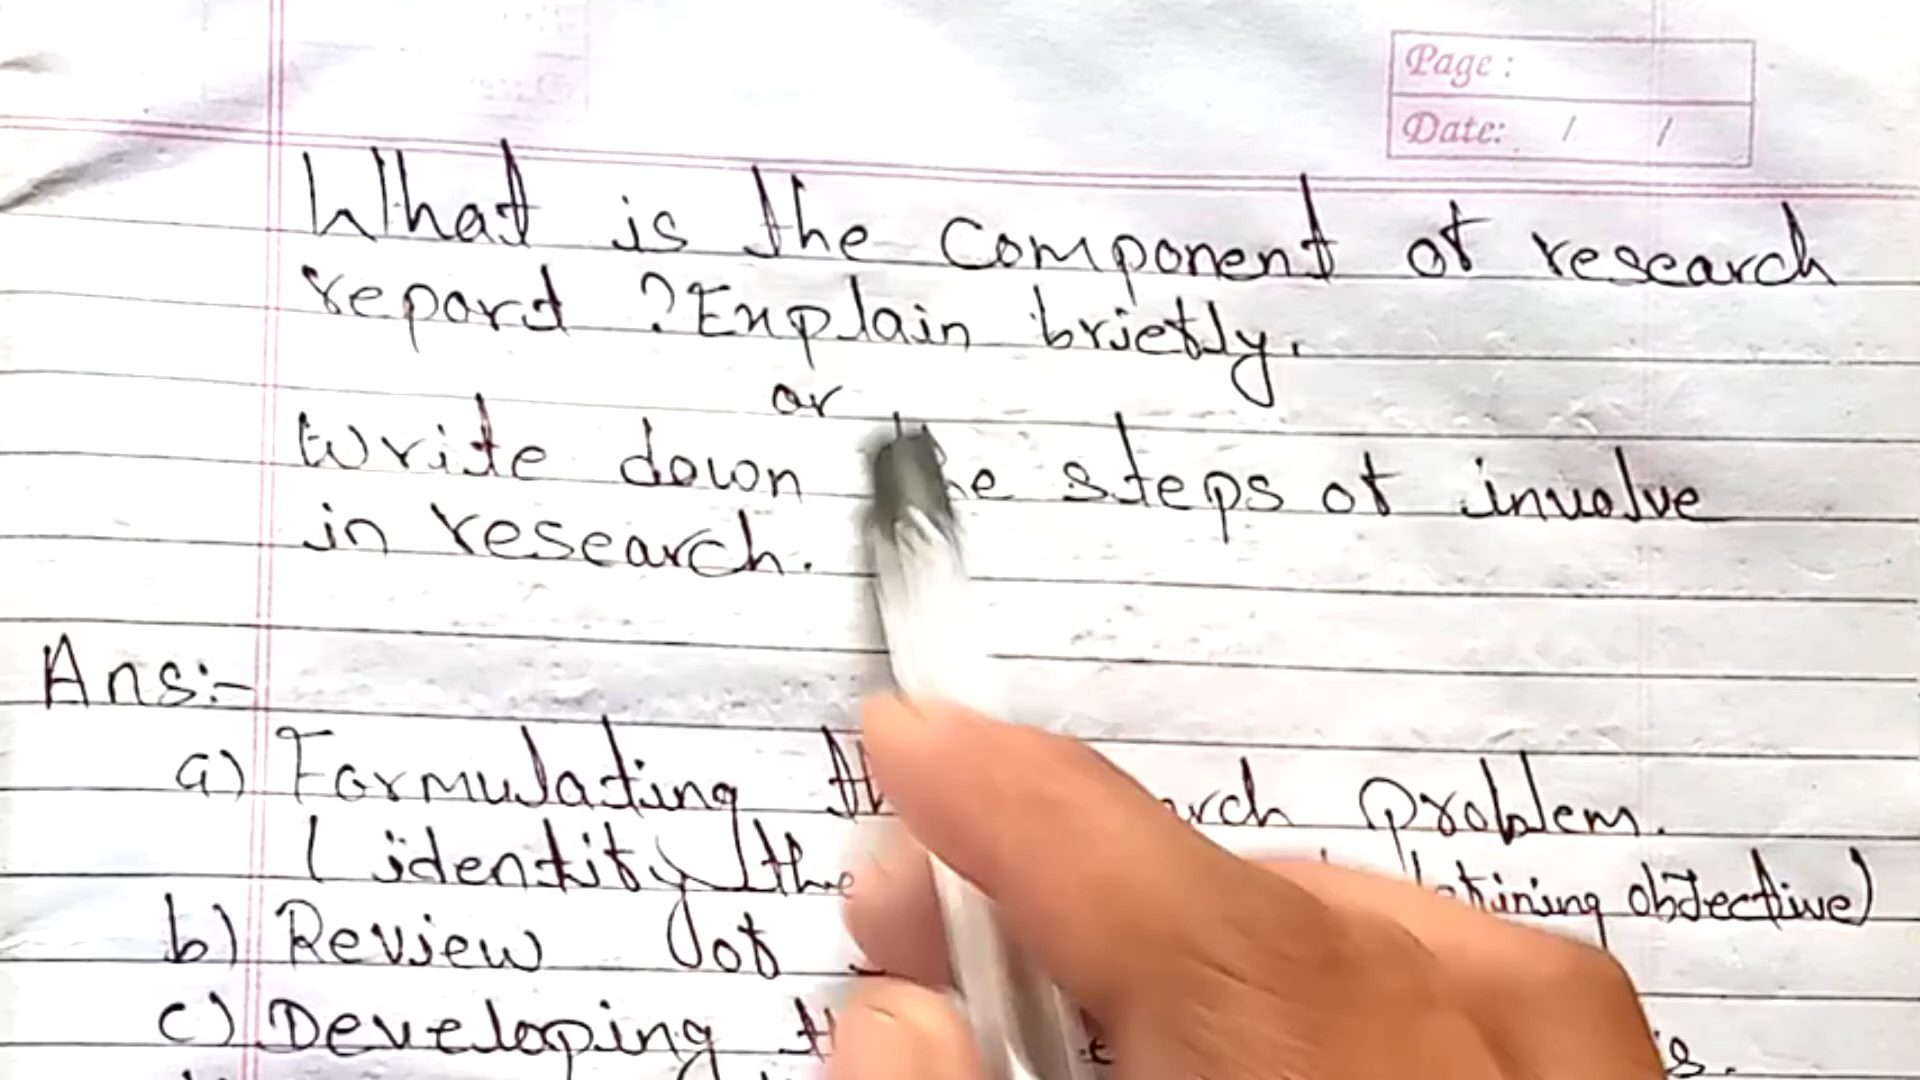 Page :
Date: / /
What is the component of research
report ? Explain briefly.
or
Write down the steps of involve
in research.
Ans:-
a) Formulating research problem.
( identify the objective)
b) Review of
c) Developing